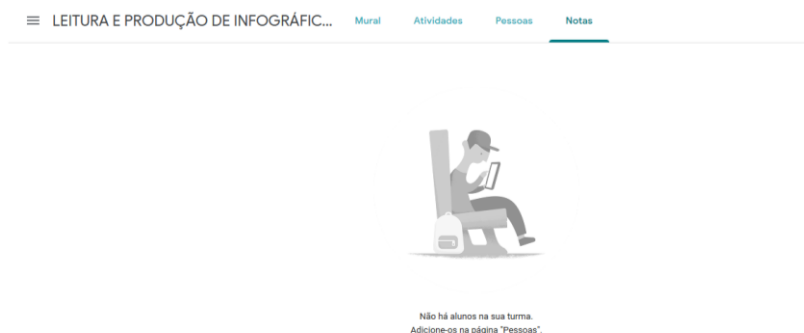 LEITURA E PRODUÇÃO DE INFOGRÁFIC... Mural Atividades Pessoas Notas
Não há alunos na sua turma.
Adicione-os na página "Pessoas".